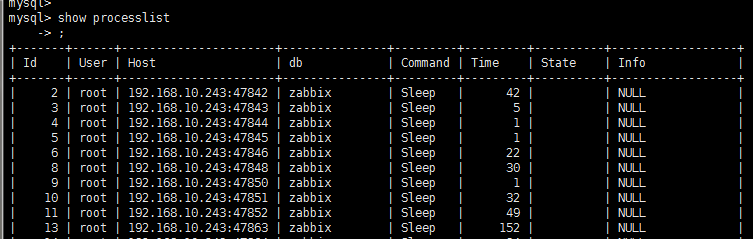 mysql>
mysql> show processlist
    -> ;
+-------+------+----------------------+---------------+---------+-------+---------+------------------+
| Id    | User | Host                 | db            | Command | Time  | State   | Info             |
+-------+------+----------------------+---------------+---------+-------+---------+------------------+
|     2 | root | 192.168.10.243:47842 | zabbix        | Sleep   |    42 |         | NULL             |
|     3 | root | 192.168.10.243:47843 | zabbix        | Sleep   |     5 |         | NULL             |
|     4 | root | 192.168.10.243:47844 | zabbix        | Sleep   |     1 |         | NULL             |
|     5 | root | 192.168.10.243:47845 | zabbix        | Sleep   |     1 |         | NULL             |
|     6 | root | 192.168.10.243:47846 | zabbix        | Sleep   |    22 |         | NULL             |
|     8 | root | 192.168.10.243:47848 | zabbix        | Sleep   |    30 |         | NULL             |
|     9 | root | 192.168.10.243:47850 | zabbix        | Sleep   |     1 |         | NULL             |
|    10 | root | 192.168.10.243:47851 | zabbix        | Sleep   |    32 |         | NULL             |
|    11 | root | 192.168.10.243:47852 | zabbix        | Sleep   |    49 |         | NULL             |
|    13 | root | 192.168.10.243:47863 | zabbix        | Sleep   |   152 |         | NULL             |